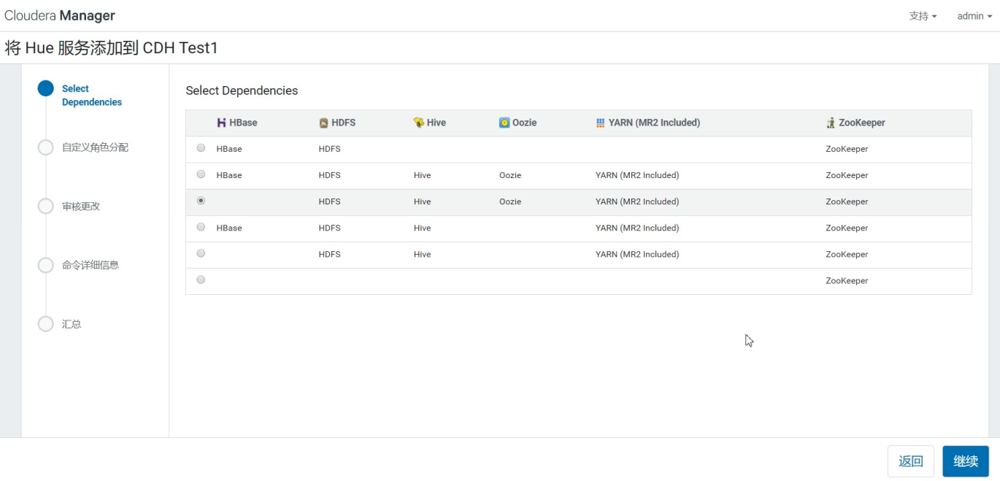 Cloudera Manager 支持 admin
将 Hue 服务添加到 CDH Test1
Select Dependencies
自定义角色分配
审核更改
命令详细信息
汇总
Select Dependencies
HBase HDFS Hive Oozie YARN (MR2 Included) ZooKeeper
HBase HDFS ZooKeeper
HBase HDFS Hive Oozie YARN (MR2 Included) ZooKeeper
HDFS Hive Oozie YARN (MR2 Included) ZooKeeper
HBase HDFS Hive YARN (MR2 Included) ZooKeeper
HDFS Hive YARN (MR2 Included) ZooKeeper
ZooKeeper
返回 继续